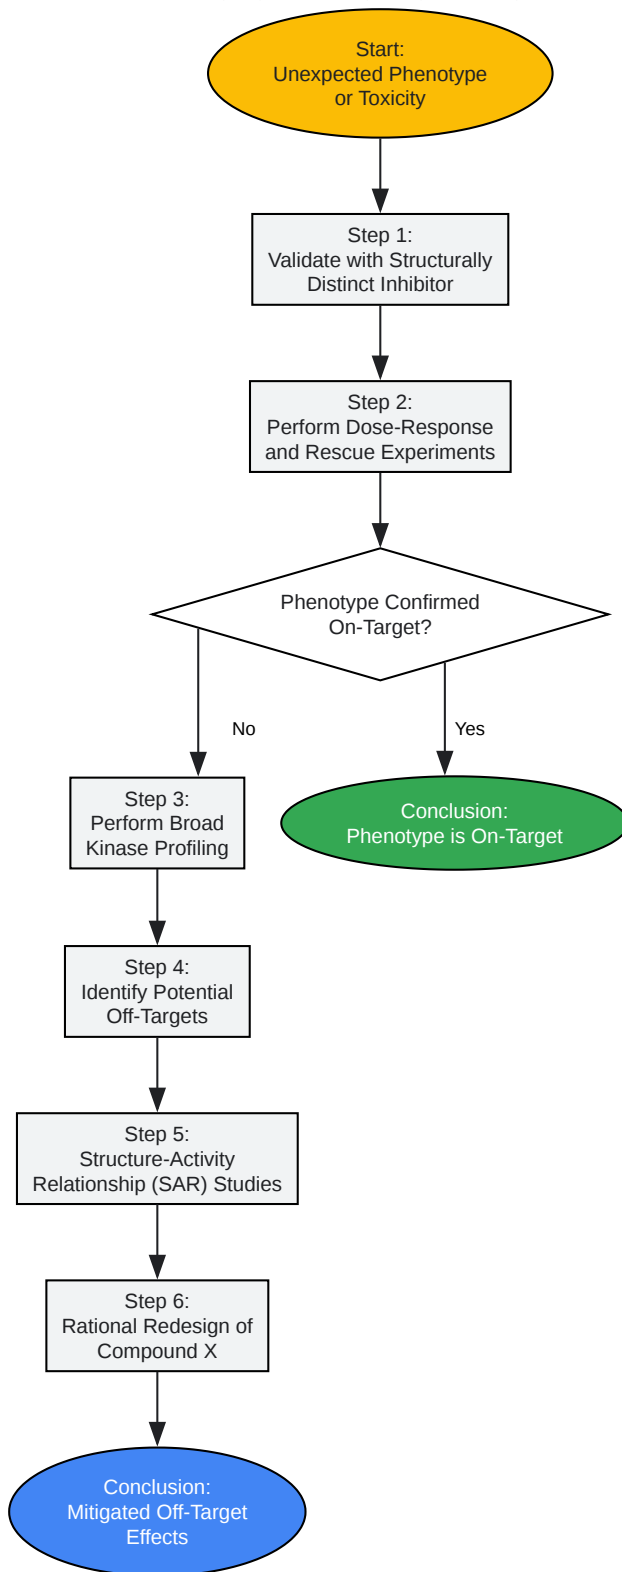 Start:
Unexpected Phenotype
or Toxicity
Step 1:
Validate with Structurally
Distinct Inhibitor
Step 2:
Perform Dose-Response
and Rescue Experiments
Phenotype Confirmed
On-Target?
No
Yes
Step 3:
Perform Broad
Kinase Profiling
Conclusion:
Phenotype is On-Target
Step 4:
Identify Potential
Off-Targets
Step 5:
Structure-Activity
Relationship (SAR) Studies
Step 6:
Rational Redesign of
Compound X
Conclusion:
Mitigated Off-Target
Effects